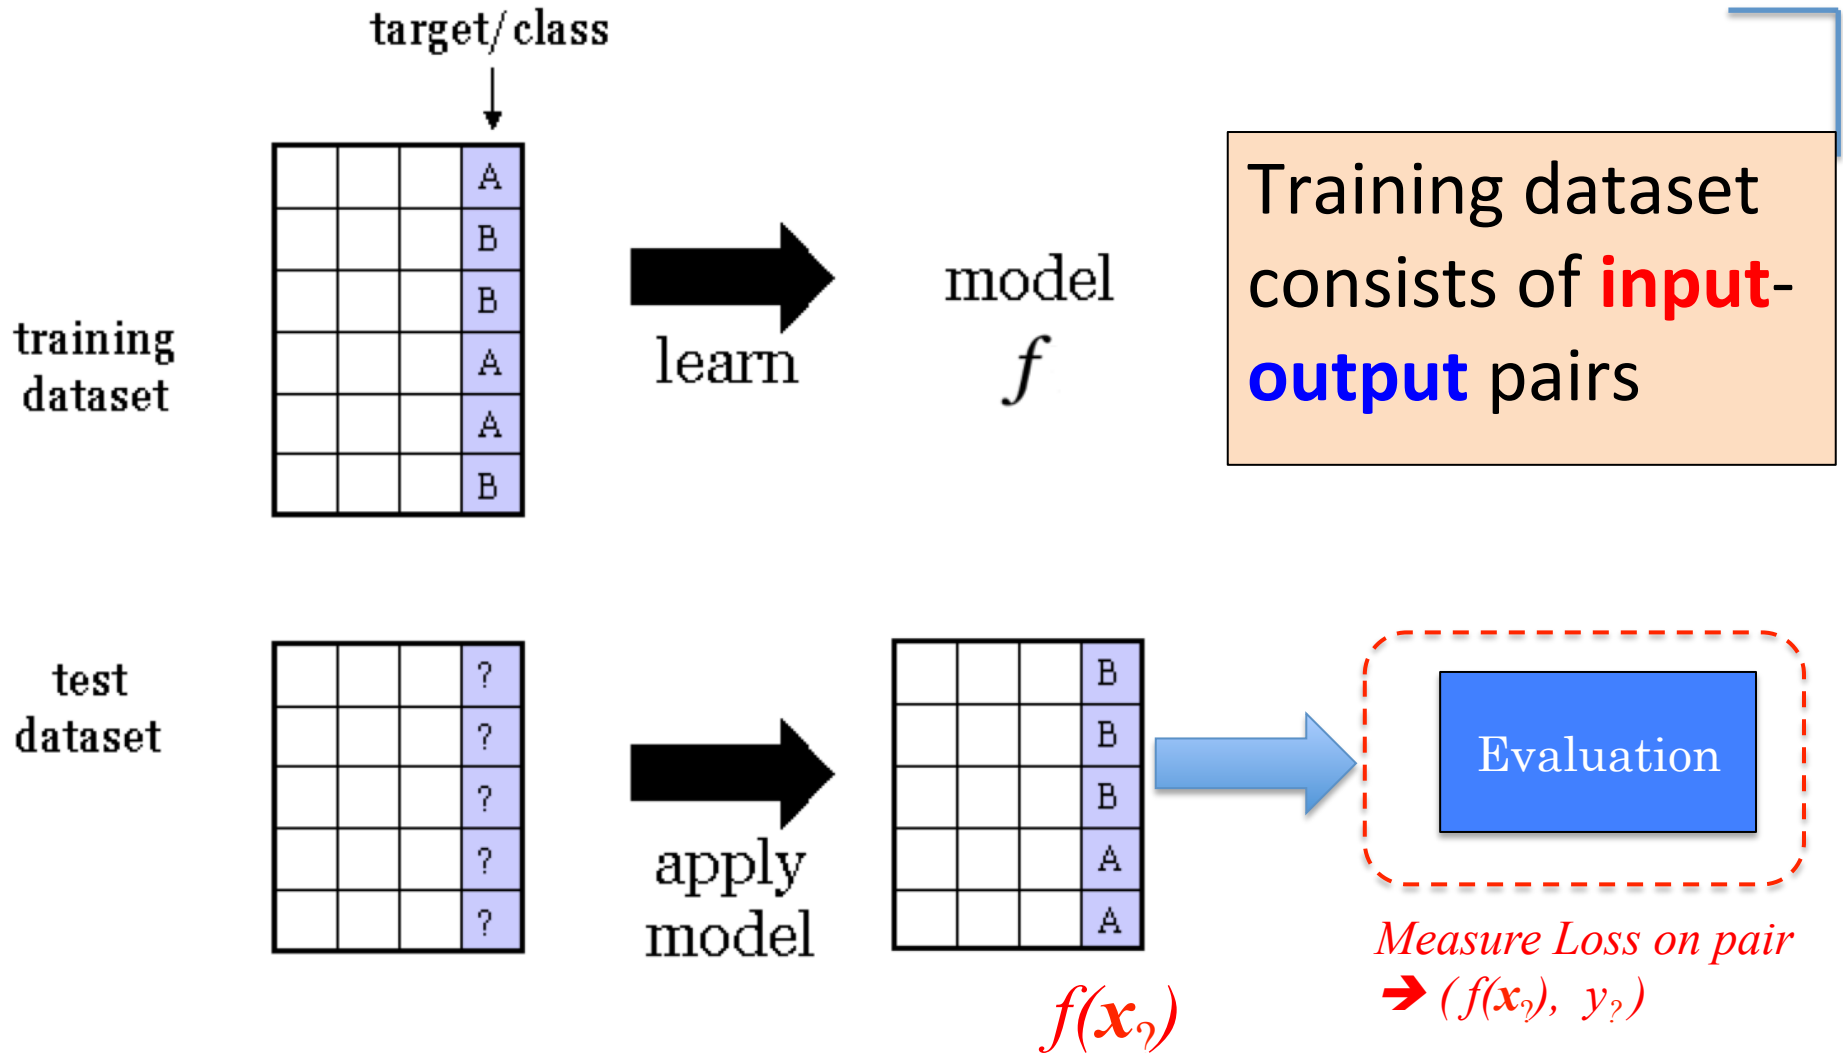 target/class
A
B
B
A
A
B
training
dataset
learn
model
f
Training dataset
consists of input-
output pairs
test
dataset
?
?
?
?
?
apply
model
B
B
B
A
A
f(x?)
Evaluation
Measure Loss on pair
➔ ( f(x?), y? )